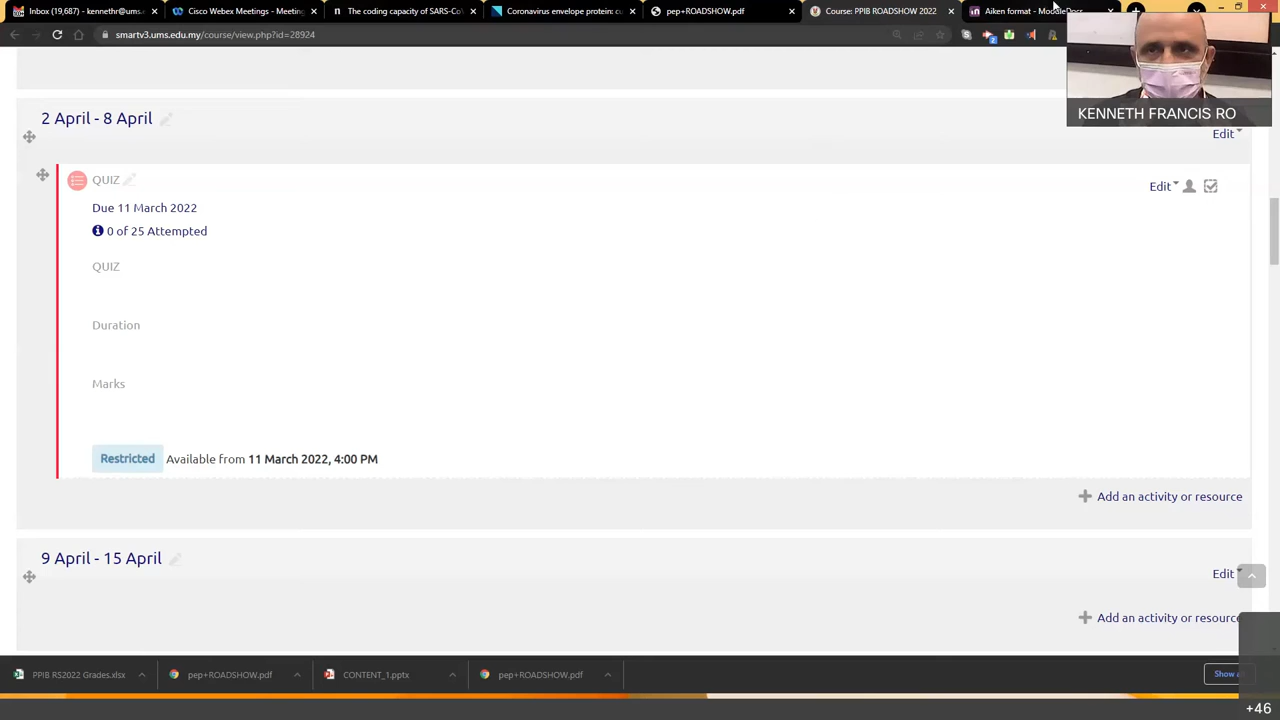 Inbox (19,687) - kennethr@ums.
Cisco Webex Meetings - Meetin
The coding capacity of SARS-CoV
Coronavirus envelope protein: cu
pep+ROADSHOW.pdf
Course: PPIB ROADSHOW 2022
Aiken format - MoodleDocs
smartv3.ums.edu.my/course/view.php?id=28924
2
KENNETH FRANCIS RO
2 April - 8 April
Edit
QUIZ
Edit
Due 11 March 2022
0 of 25 Attempted
QUIZ
Duration
Marks
Restricted Available from 11 March 2022, 4:00 PM
Add an activity or resource
9 April - 15 April
Edit
Add an activity or resource
PPIB RS2022 Grades.xlsx
pep+ROADSHOW.pdf
CONTENT_1.pptx
pep+ROADSHOW.pdf
Show a
+46